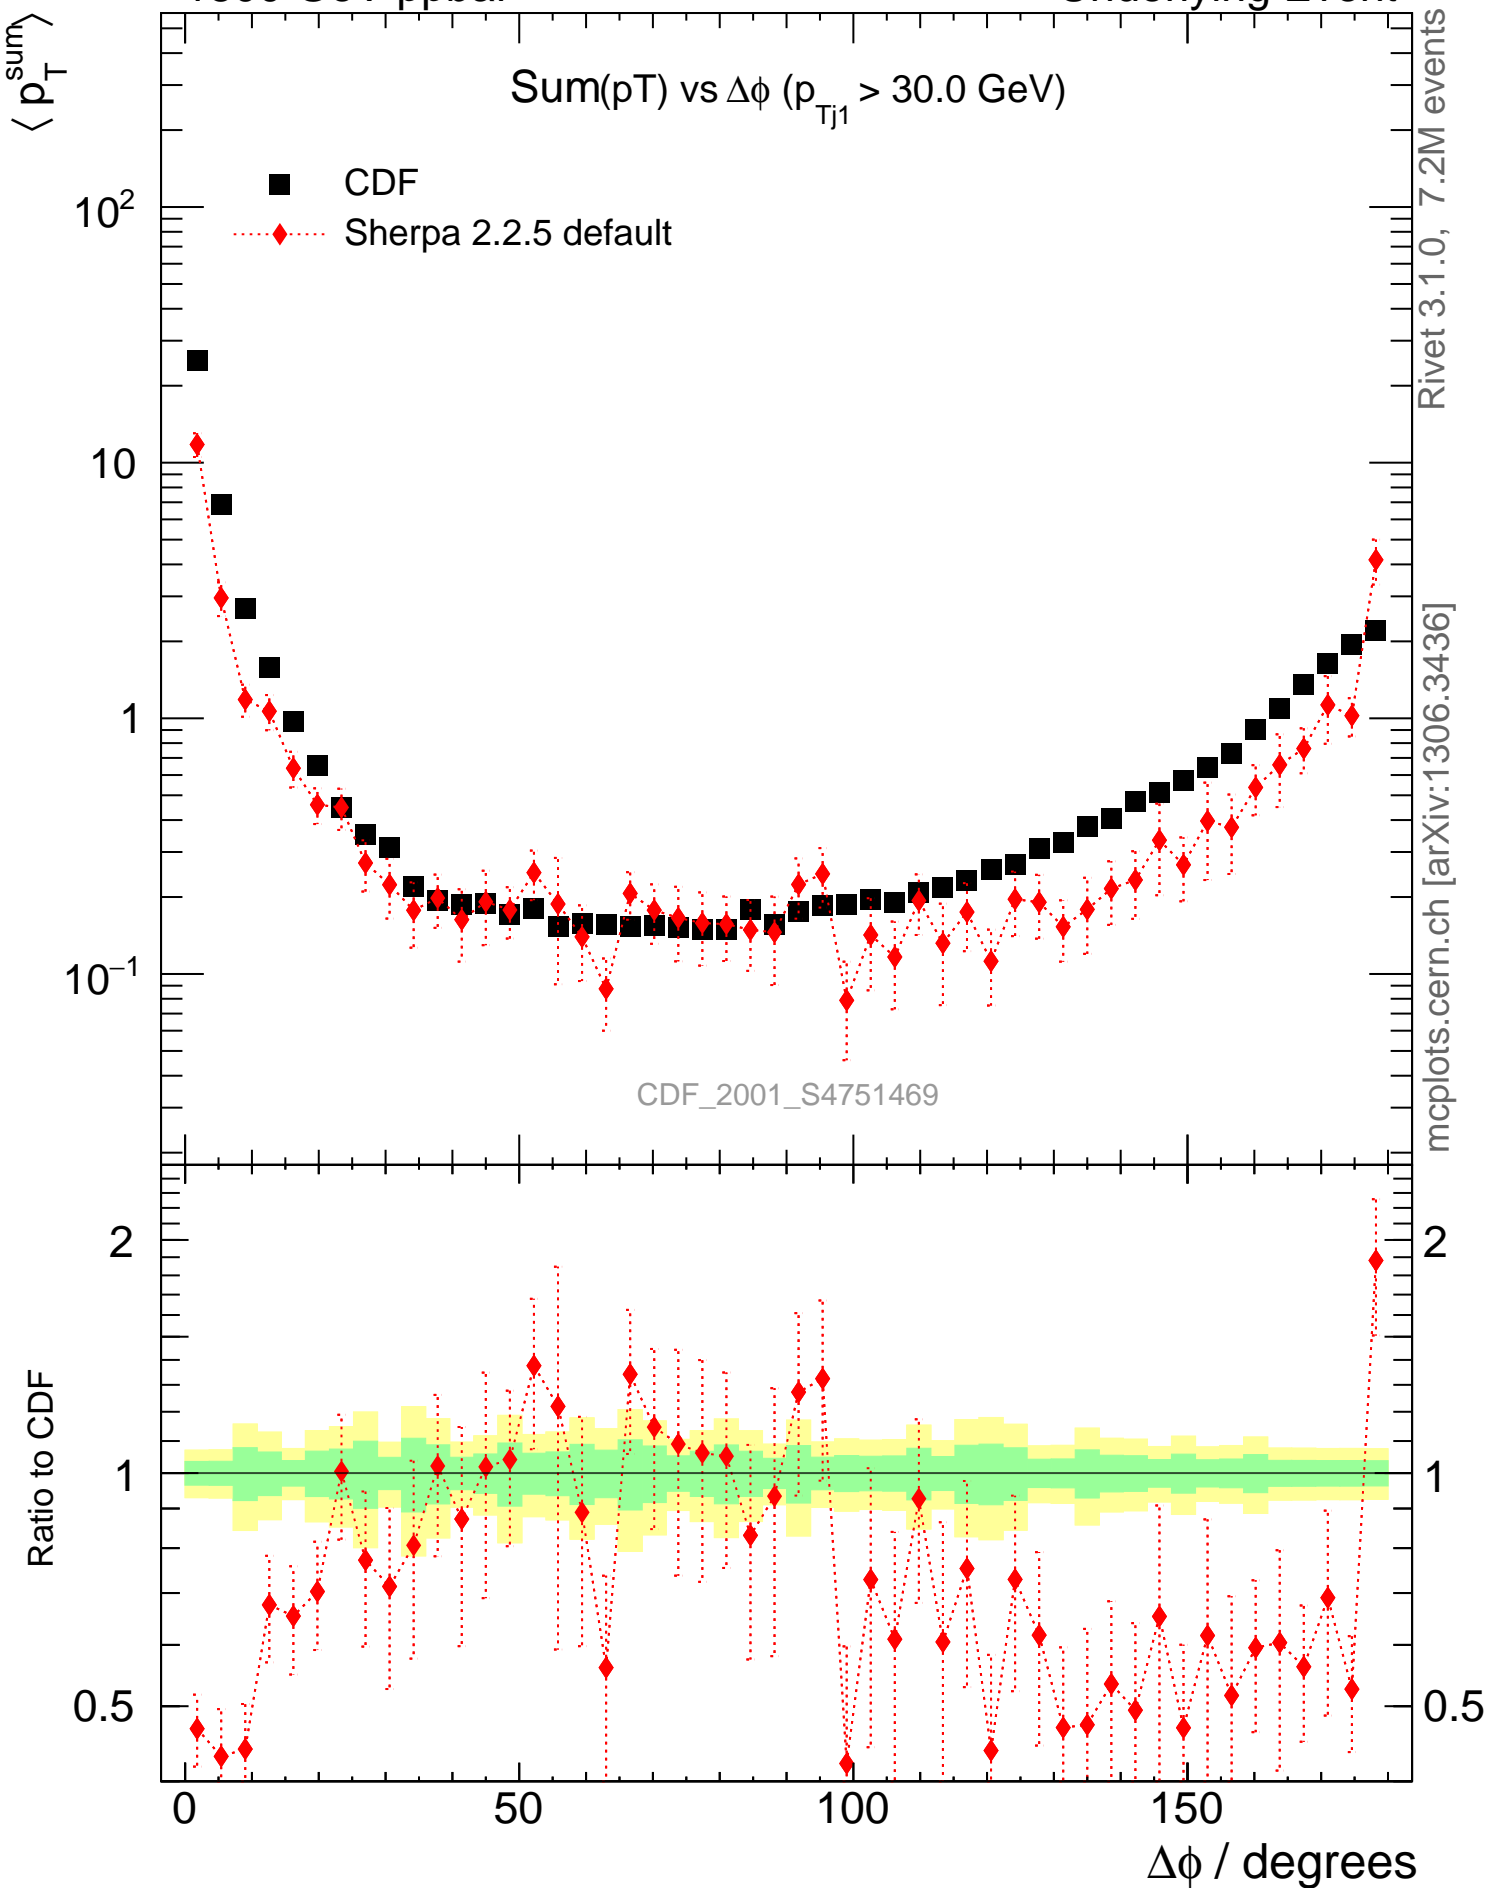 ⟨ p_T^sum ⟩
Sum(pT) vs Δϕ (p_Tj1 > 30.0 GeV)
CDF
Sherpa 2.2.5 default
10²
10
1
10⁻¹
CDF_2001_S4751469
Rivet 3.1.0, 7.2M events
mcplots.cern.ch [arXiv:1306.3436]
Ratio to CDF
2
1
0.5
2
1
0.5
0 50 100 150
Δϕ / degrees